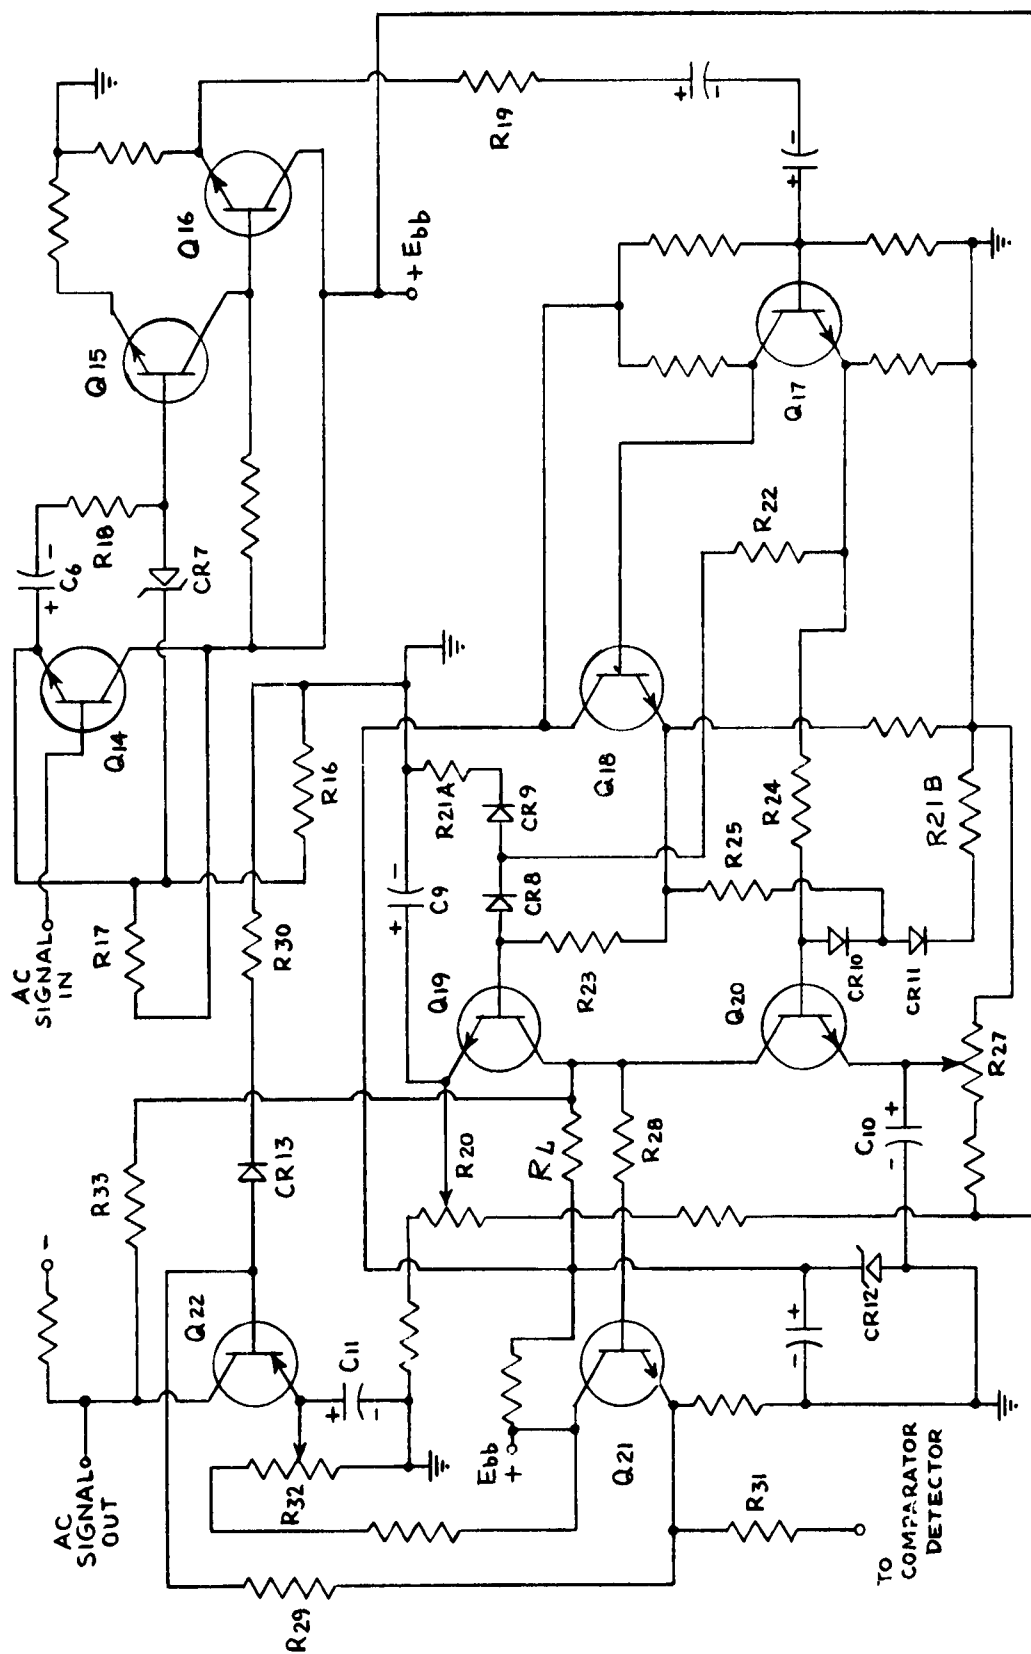 AC
SIGNAL
IN
Q14
+
C6
-
R18
CR7
Q15
Q16
+ Ebb
R19
+
-
-
+
R17
R16
R30
+
C9
-
R21A
CR9
CR8
Q19
R23
Q18
R25
R24
R22
Q17
Q20
CR10
CR11
R21B
R27
R33
CR13
R20
RL
R28
C10
+
-
-
Q22
C11
+
-
AC
SIGNAL
OUT
R32
Ebb
+
Q21
+
-
CR12
R29
R31
TO
COMPARATOR
DETECTOR